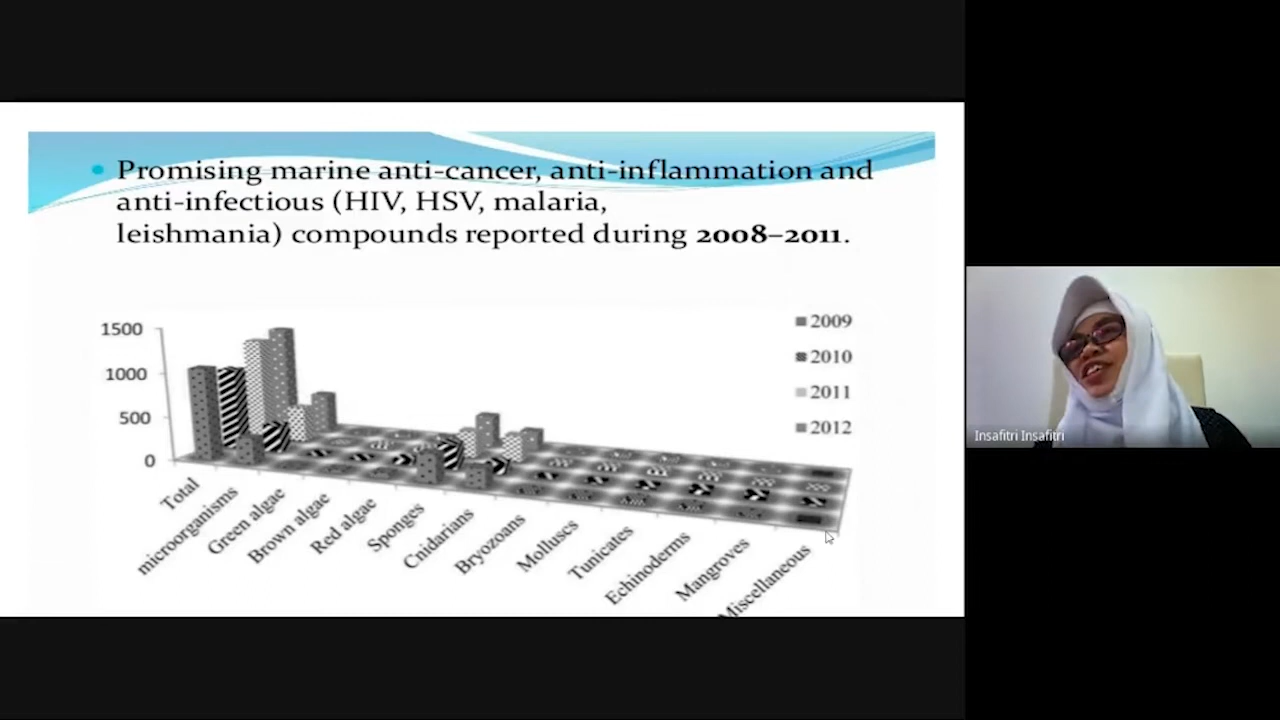 Promising marine anti-cancer, anti-inflammation and
anti-infectious (HIV, HSV, malaria,
leishmania) compounds reported during 2008–2011.
1500
1000
500
0
2009
2010
2011
2012
Total
microorganisms
Green algae
Brown algae
Red algae
Sponges
Cnidarians
Bryozoans
Molluscs
Tunicates
Echinoderms
Mangroves
Miscellaneous
Insafitri Insafitri